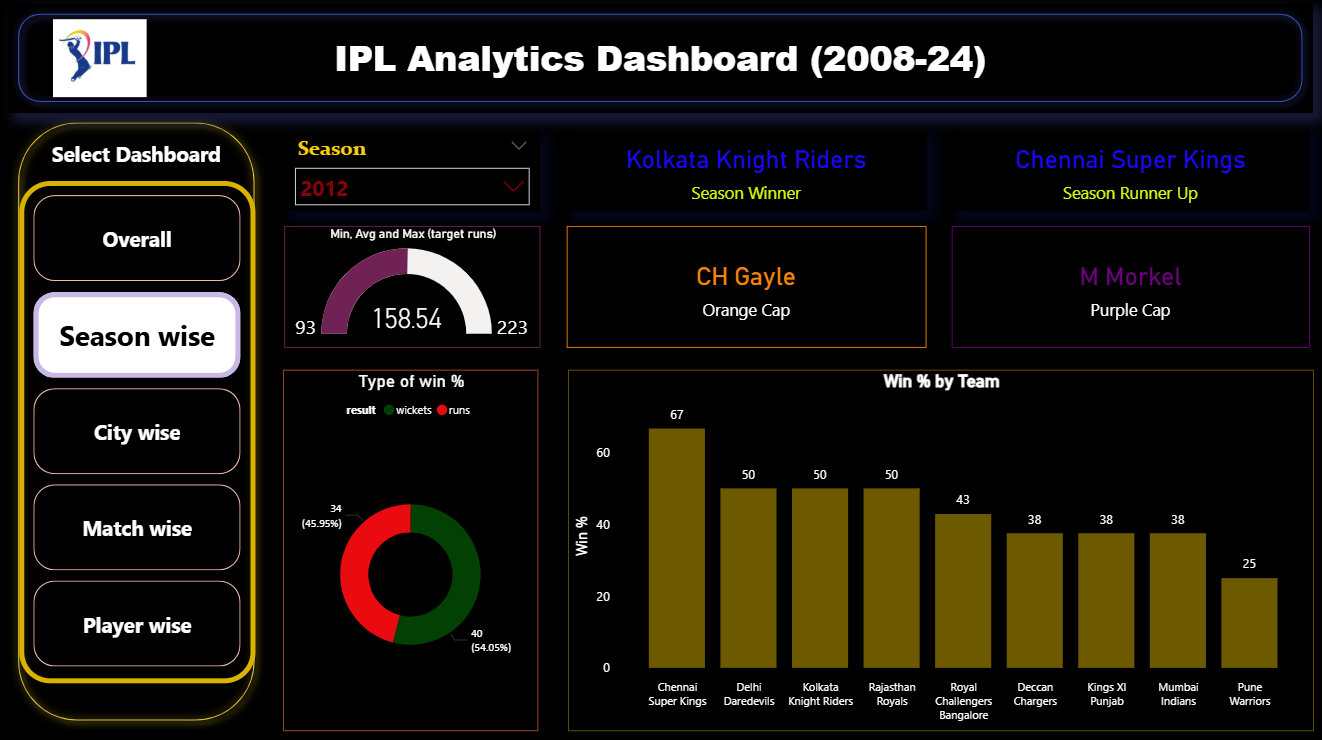 IPL
IPL Analytics Dashboard (2008-24)
Select Dashboard
Overall
Season wise
City wise
Match wise
Player wise
Season
2012
Kolkata Knight Riders
Season Winner
Chennai Super Kings
Season Runner Up
Min, Avg and Max (target runs)
158.54
93
223
CH Gayle
Orange Cap
M Morkel
Purple Cap
Type of win %
result wickets runs
34
(45.95%)
40
(54.05%)
Win % by Team
Win %
60
40
20
0
67
50
50
50
43
38
38
38
25
Chennai
Super Kings
Delhi
Daredevils
Kolkata
Knight Riders
Rajasthan
Royals
Royal
Challengers
Bangalore
Deccan
Chargers
Kings XI
Punjab
Mumbai
Indians
Pune
Warriors